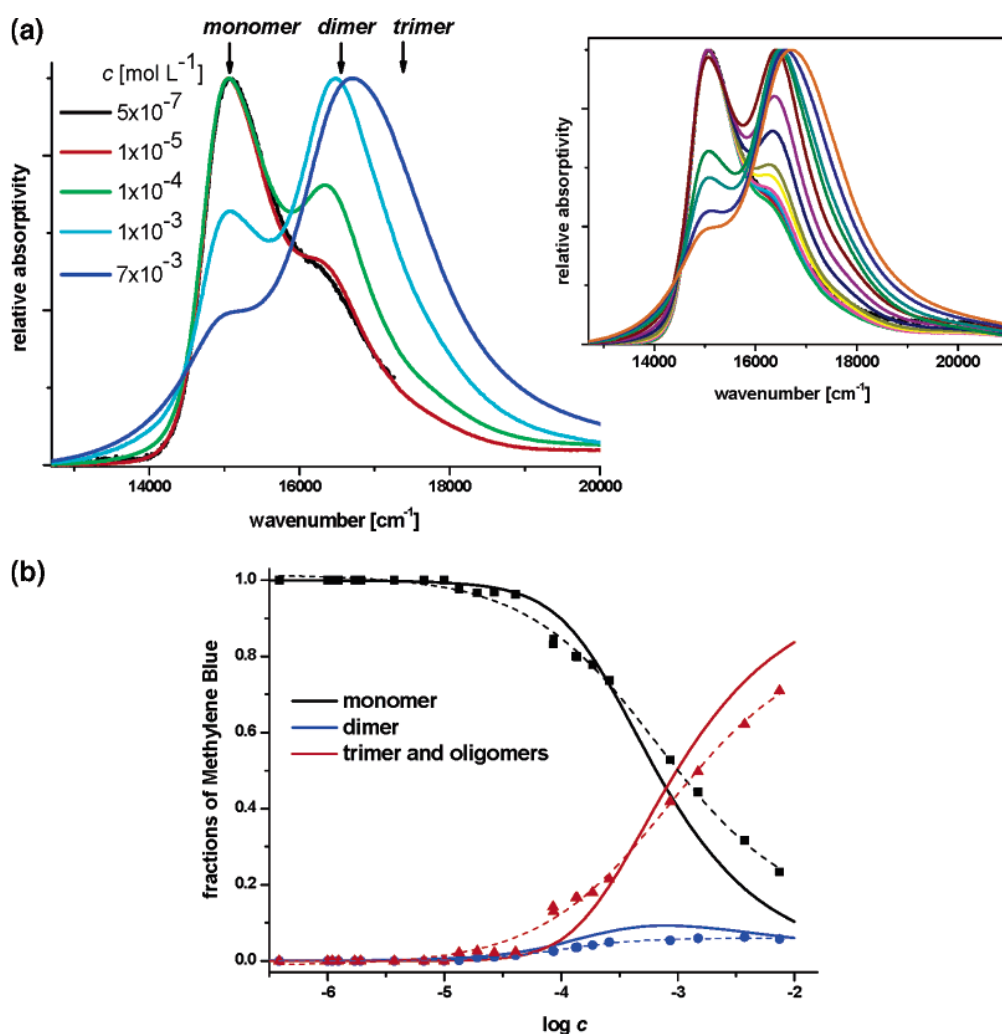 (a)
monomer dimer trimer
c [mol L⁻¹]
5x10⁻⁷
1x10⁻⁵
1x10⁻⁴
1x10⁻³
7x10⁻³
relative absorptivity
14000 16000 18000 20000
wavenumber [cm⁻¹]
relative absorptivity
14000 16000 18000 20000
wavenumber [cm⁻¹]
(b)
1.0
0.8
0.6
0.4
0.2
0.0
fractions of Methylene Blue
monomer
dimer
trimer and oligomers
-6 -5 -4 -3 -2
log c